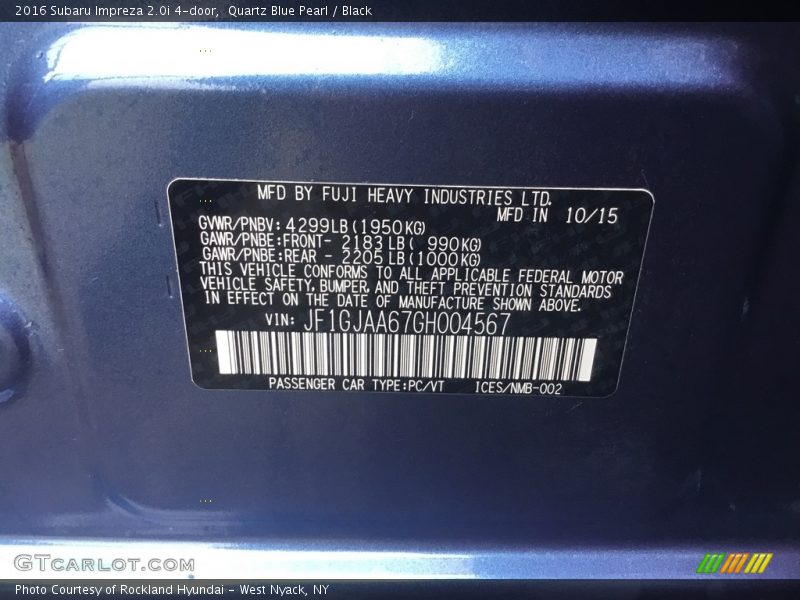 2016 Subaru Impreza 2.0i 4-door,  Quartz Blue Pearl / Black
MFD BY FUJI HEAVY INDUSTRIES LTD.
MFD IN 10/15
GVWR/PNBV: 4299LB(1950KG)
GAWR/PNBE:FRONT- 2183LB( 990KG)
GAWR/PNBE:REAR - 2205LB(1000KG)
THIS VEHICLE CONFORMS TO ALL APPLICABLE FEDERAL MOTOR
VEHICLE SAFETY, BUMPER, AND THEFT PREVENTION STANDARDS
IN EFFECT ON THE DATE OF MANUFACTURE SHOWN ABOVE.
VIN: JF1GJAA67GH004567
PASSENGER CAR TYPE:PC/VT ICES/NMB-002
GTCARLOT.COM
Photo Courtesy of Rockland Hyundai - West Nyack, NY